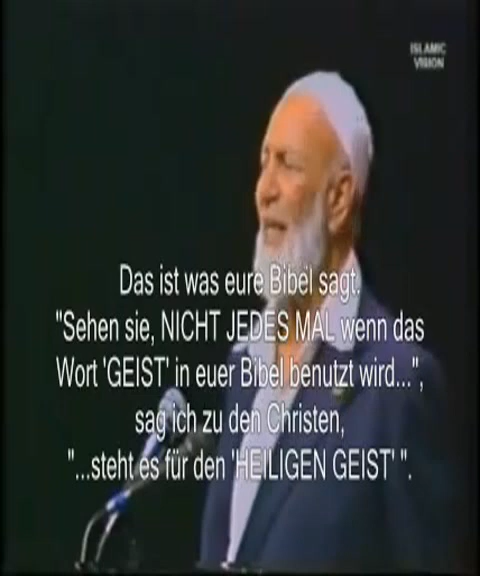 ISLAMIC
VISION
Das ist was eure Bibel sagt.
"Sehen sie, NICHT JEDES MAL wenn das
Wort 'GEIST' in euer Bibel benutzt wird...",
sag ich zu den Christen,
"...steht es für den 'HEILIGEN GEIST' ".